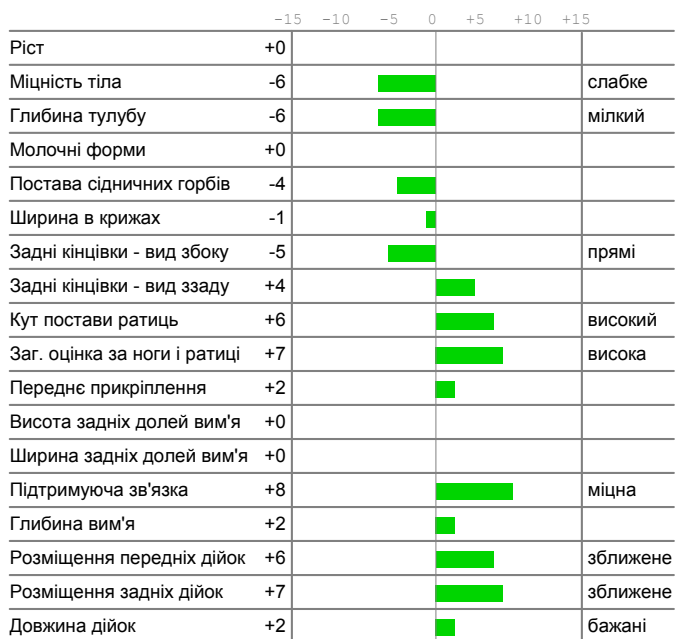 -15 -10 -5 0 +5 +10 +15
Ріст +0
Міцність тіла -6 слабке
Глибина тулубу -6 мілкий
Молочні форми +0
Постава сідничних горбів -4
Ширина в крижах -1
Задні кінцівки - вид збоку -5 прямі
Задні кінцівки - вид ззаду +4
Кут постави ратиць +6 високий
Заг. оцінка за ноги і ратиці +7 висока
Переднє прикріплення +2
Висота задніх долей вим'я +0
Ширина задніх долей вим'я +0
Підтримуюча зв'язка +8 міцна
Глибина вим'я +2
Розміщення передніх дійок +6 зближене
Розміщення задніх дійок +7 зближене
Довжина дійок +2 бажані